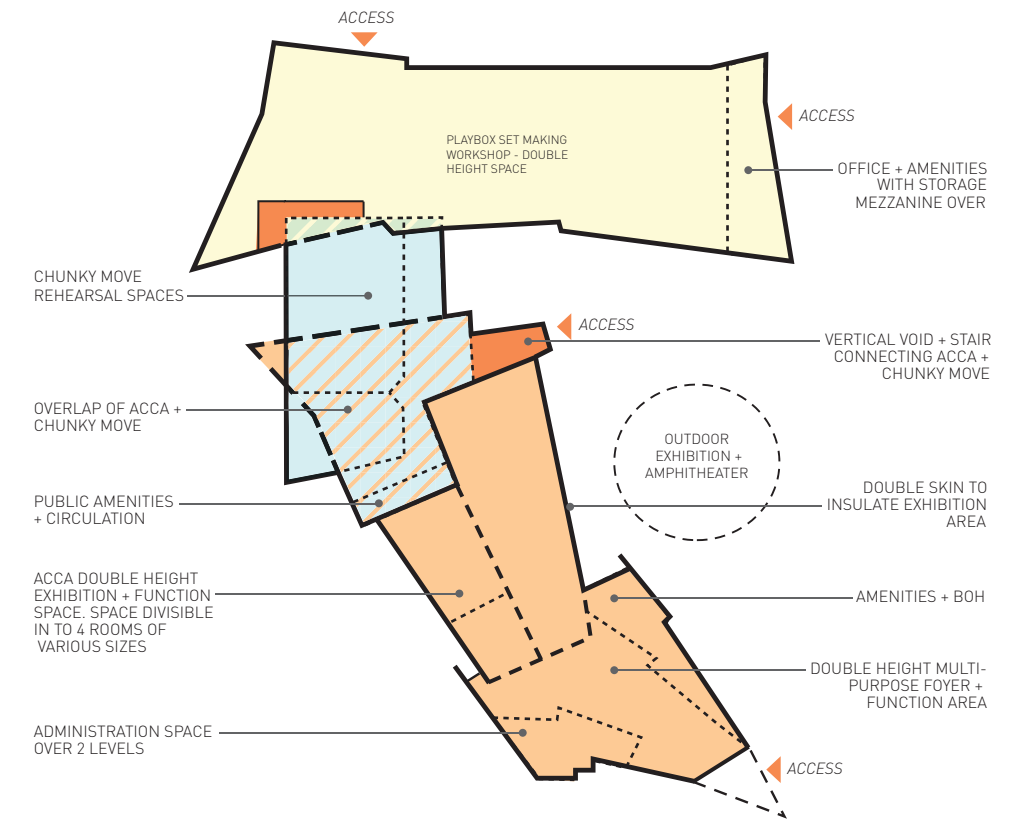 ACCESS
ACCESS
PLAYBOX SET MAKING
WORKSHOP - DOUBLE
HEIGHT SPACE
OFFICE + AMENITIES
WITH STORAGE
MEZZANINE OVER
CHUNKY MOVE
REHEARSAL SPACES
ACCESS
VERTICAL VOID + STAIR
CONNECTING ACCA +
CHUNKY MOVE
OVERLAP OF ACCA +
CHUNKY MOVE
OUTDOOR
EXHIBITION +
AMPHITHEATER
PUBLIC AMENITIES
+ CIRCULATION
DOUBLE SKIN TO
INSULATE EXHIBITION
AREA
ACCA DOUBLE HEIGHT
EXHIBITION + FUNCTION
SPACE. SPACE DIVISIBLE
IN TO 4 ROOMS OF
VARIOUS SIZES
AMENITIES + BOH
DOUBLE HEIGHT MULTI-
PURPOSE FOYER +
FUNCTION AREA
ADMINISTRATION SPACE
OVER 2 LEVELS
ACCESS